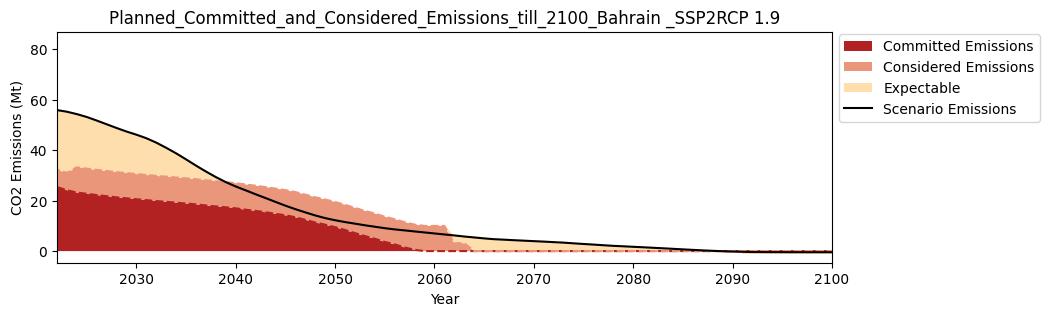 Planned_Committed_and_Considered_Emissions_till_2100_Bahrain _SSP2RCP 1.9
Committed Emissions
Considered Emissions
Expectable
Scenario Emissions
CO2 Emissions (Mt)
80
60
40
20
0
2030 2040 2050 2060 2070 2080 2090 2100
Year